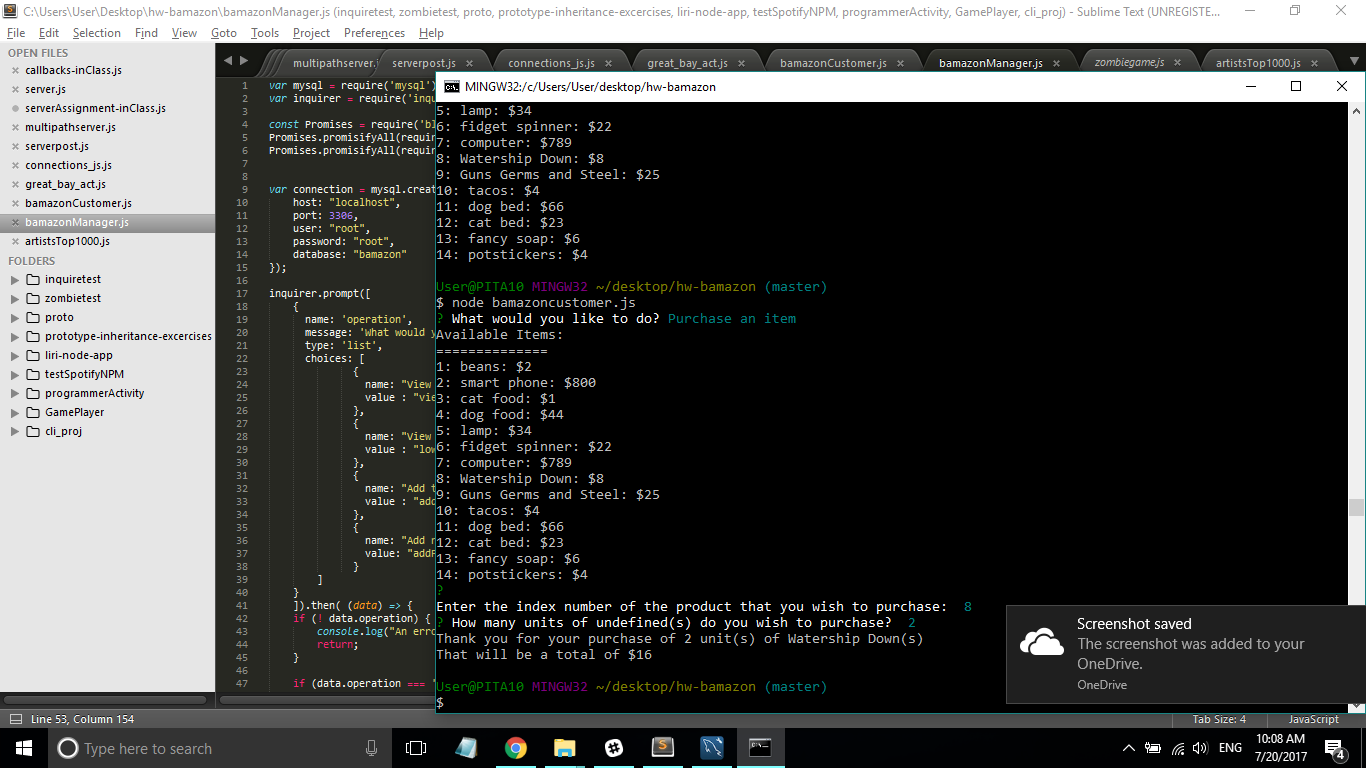 C:\Users\User\Desktop\hw-bamazon\bamazonManager.js (inquiretest, zombietest, proto, prototype-inheritance-excercises, liri-node-app, testSpotifyNPM, programmerActivity, GamePlayer, cli_proj) - Sublime Text (UNREGISTE...
File Edit Selection Find View Goto Tools Project Preferences Help
OPEN FILES
callbacks-inClass.js
server.js
serverAssignment-inClass.js
multipathserver.js
serverpost.js
connections_js.js
great_bay_act.js
bamazonCustomer.js
bamazonManager.js
artistsTop1000.js
FOLDERS
inquiretest
zombietest
proto
prototype-inheritance-excercises
liri-node-app
testSpotifyNPM
programmerActivity
GamePlayer
cli_proj
multipathserver.j serverpost.js connections_js.js great_bay_act.js bamazonCustomer.js bamazonManager.js zombiegame.js artistsTop1000.js
1 var mysql = require('mysql')
2 var inquirer = require('inqu
3
4 const Promises = require('bl
5 Promises.promisifyAll(requir
6 Promises.promisifyAll(requir
7
8
9 var connection = mysql.creat
10 host: "localhost",
11 port: 3306,
12 user: "root",
13 password: "root",
14 database: "bamazon"
15 });
16
17 inquirer.prompt([
18 {
19 name: 'operation',
20 message: 'What would y
21 type: 'list',
22 choices: [
23 {
24 name: "View
25 value : "vie
26 },
27 {
28 name: "View
29 value : "low
30 },
31 {
32 name: "Add t
33 value : "add
34 },
35 {
36 name: "Add n
37 value: "addP
38 }
39 ]
40 }
41 ]).then( (data) => {
42 if (! data.operation) {
43 console.log("An erro
44 return;
45 }
46
47 if (data.operation === "
MINGW32:/c/Users/User/desktop/hw-bamazon
5: lamp: $34
6: fidget spinner: $22
7: computer: $789
8: Watership Down: $8
9: Guns Germs and Steel: $25
10: tacos: $4
11: dog bed: $66
12: cat bed: $23
13: fancy soap: $6
14: potstickers: $4
User@PITA10 MINGW32 ~/desktop/hw-bamazon (master)
$ node bamazoncustomer.js
? What would you like to do? Purchase an item
Available Items:
==============
1: beans: $2
2: smart phone: $800
3: cat food: $1
4: dog food: $44
5: lamp: $34
6: fidget spinner: $22
7: computer: $789
8: Watership Down: $8
9: Guns Germs and Steel: $25
10: tacos: $4
11: dog bed: $66
12: cat bed: $23
13: fancy soap: $6
14: potstickers: $4
?
Enter the index number of the product that you wish to purchase: 8
? How many units of undefined(s) do you wish to purchase? 2
Thank you for your purchase of 2 unit(s) of Watership Down(s)
That will be a total of $16
User@PITA10 MINGW32 ~/desktop/hw-bamazon (master)
$
Screenshot saved
The screenshot was added to your
OneDrive.
OneDrive
Line 53, Column 154 Tab Size: 4 JavaScript
Type here to search
ENG
10:08 AM
7/20/2017
4